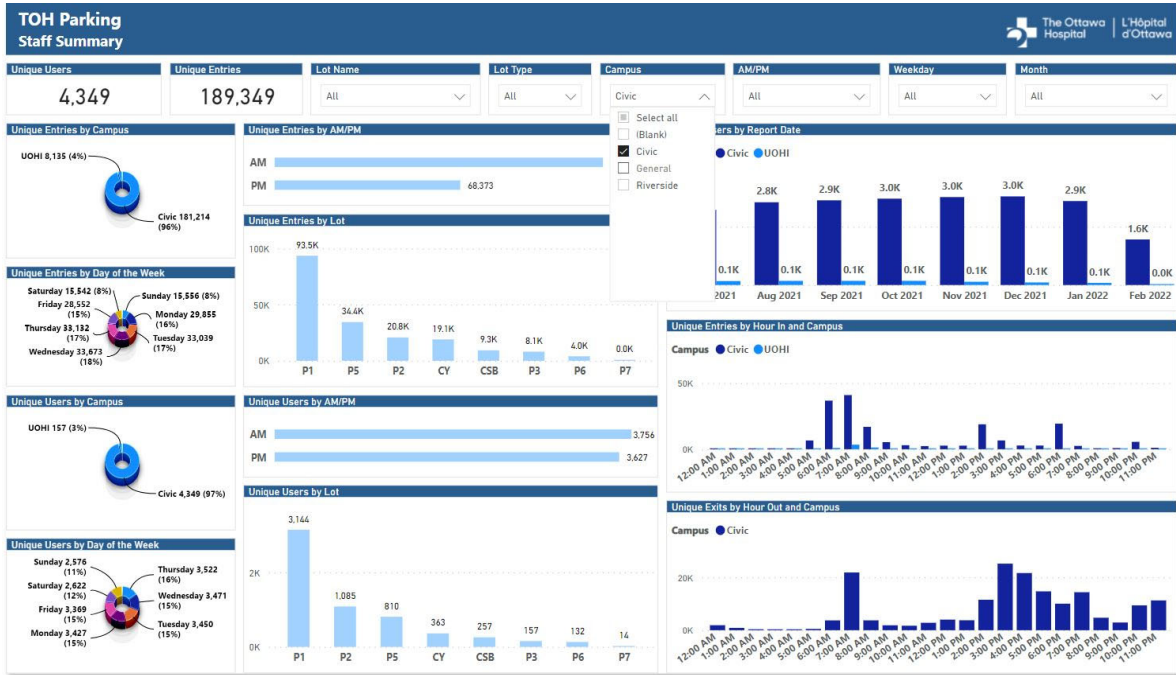 TOH Parking
Staff Summary
The Ottawa Hospital
L'Hôpital d'Ottawa
Unique Users
4,349
Unique Entries
189,349
Lot Name
All
Lot Type
All
Campus
Civic
Select all
(Blank)
Civic
General
Riverside
AM/PM
All
Weekday
All
Month
All
Unique Entries by Campus
UOHI 8,135 (4%)
Civic 181,214
(96%)
Unique Entries by AM/PM
AM
PM
68,373
sers by Report Date
Civic UOHI
2.8K 2.9K 3.0K 3.0K 3.0K 2.9K 1.6K
0.1K 0.1K 0.1K 0.1K 0.1K 0.1K 0.1K 0.0K
2021 Aug 2021 Sep 2021 Oct 2021 Nov 2021 Dec 2021 Jan 2022 Feb 2022
Unique Entries by Lot
100K
50K
0K
93.5K 34.4K 20.8K 19.1K 9.3K 8.1K 4.0K 0.0K
P1 P5 P2 CY CSB P3 P6 P7
Unique Entries by Day of the Week
Saturday 15,542 (8%)
Sunday 15,556 (8%)
Friday 28,552
(15%)
Monday 29,855
(16%)
Thursday 33,132
(17%)
Tuesday 33,039
(17%)
Wednesday 33,673
(18%)
Unique Entries by Hour In and Campus
Campus Civic UOHI
50K
0K
12:00 AM 1:00 AM 2:00 AM 3:00 AM 4:00 AM 5:00 AM 6:00 AM 7:00 AM 8:00 AM 9:00 AM 10:00 AM 11:00 AM 12:00 PM 1:00 PM 2:00 PM 3:00 PM 4:00 PM 5:00 PM 6:00 PM 7:00 PM 8:00 PM 9:00 PM 10:00 PM 11:00 PM
Unique Users by Campus
UOHI 157 (3%)
Civic 4,349 (97%)
Unique Users by AM/PM
AM
3,756
PM
3,627
Unique Users by Lot
2K
0K
3,144 1,085 810 363 257 157 132 14
P1 P2 P5 CY CSB P3 P6 P7
Unique Users by Day of the Week
Sunday 2,576
(11%)
Thursday 3,522
(16%)
Saturday 2,622
(12%)
Wednesday 3,471
(15%)
Friday 3,369
(15%)
Tuesday 3,450
(15%)
Monday 3,427
(15%)
Unique Exits by Hour Out and Campus
Campus Civic
20K
0K
12:00 AM 1:00 AM 2:00 AM 3:00 AM 4:00 AM 5:00 AM 6:00 AM 7:00 AM 8:00 AM 9:00 AM 10:00 AM 11:00 AM 12:00 PM 1:00 PM 2:00 PM 3:00 PM 4:00 PM 5:00 PM 6:00 PM 7:00 PM 8:00 PM 9:00 PM 10:00 PM 11:00 PM